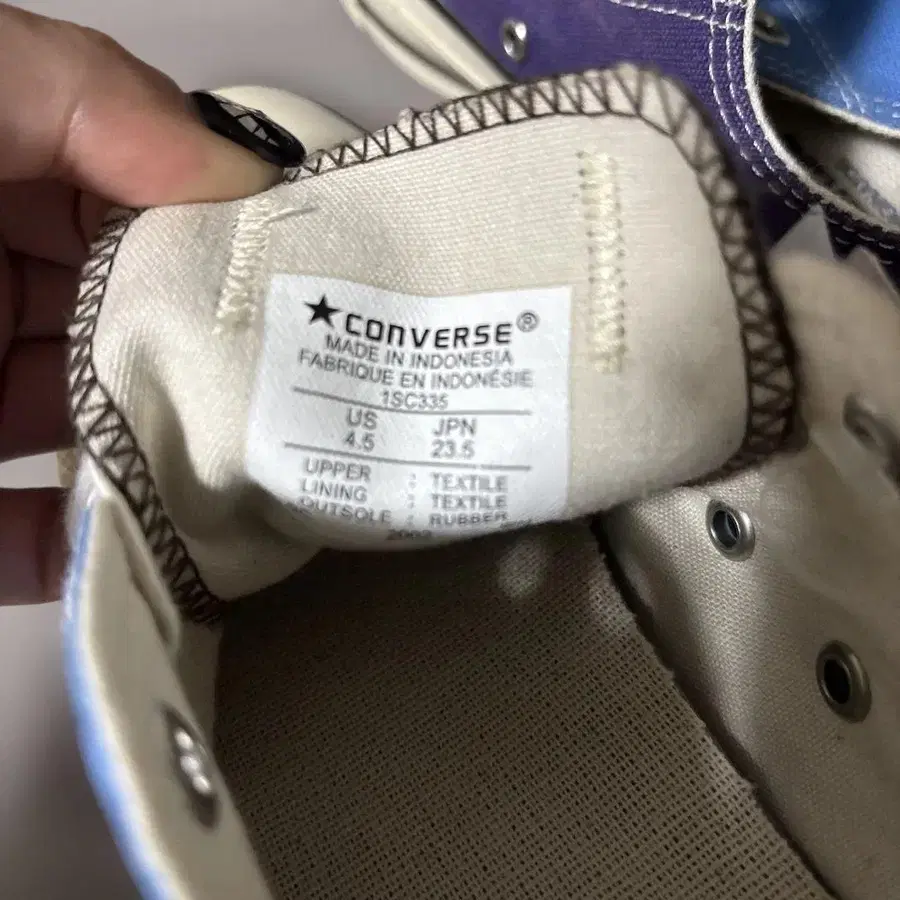 ★CONVERSE®
MADE IN INDONESIA
FABRIQUE EN INDONÉSIE
1SC335
US JPN
4.5 23.5
UPPER : TEXTILE
LINING : TEXTILE
OUTSOLE : RUBBER